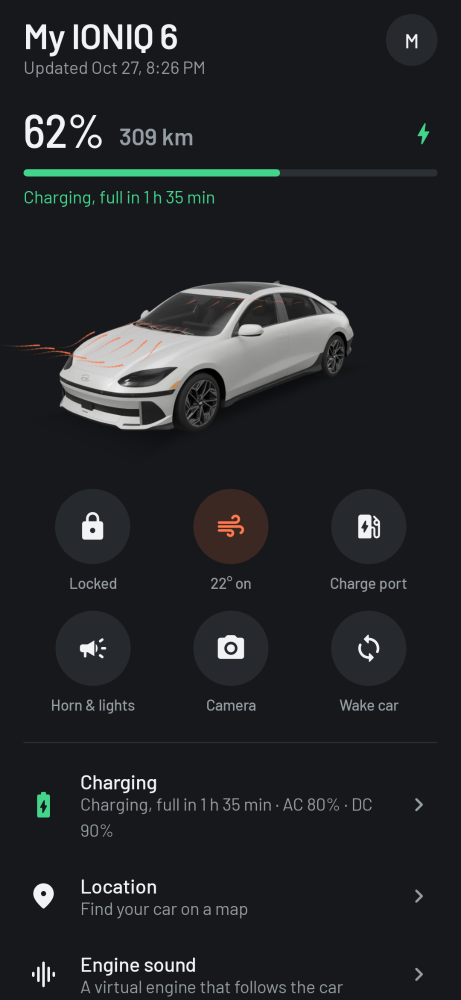 My IONIQ 6
M
Updated Oct 27, 8:26 PM
62% 309 km
Charging, full in 1 h 35 min
Locked
22° on
Charge port
Horn & lights
Camera
Wake car
Charging
Charging, full in 1 h 35 min · AC 80% · DC
90%
Location
Find your car on a map
Engine sound
A virtual engine that follows the car